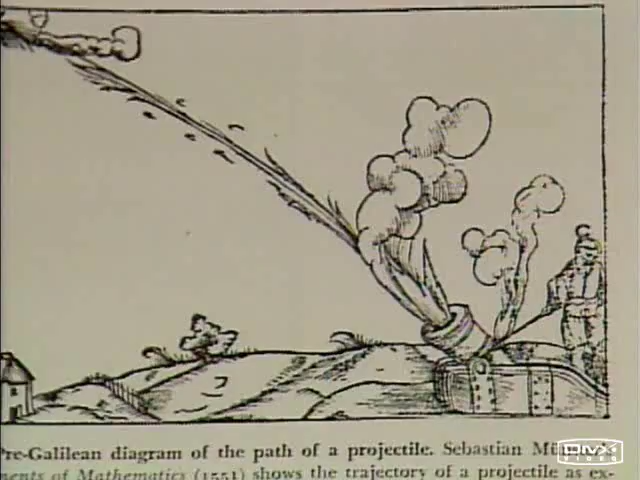 Pre-Galilean diagram of the path of a projectile. Sebastian
of Mathematics (1551) shows the trajectory of a projectile as ex-
DIVX
VIDEO